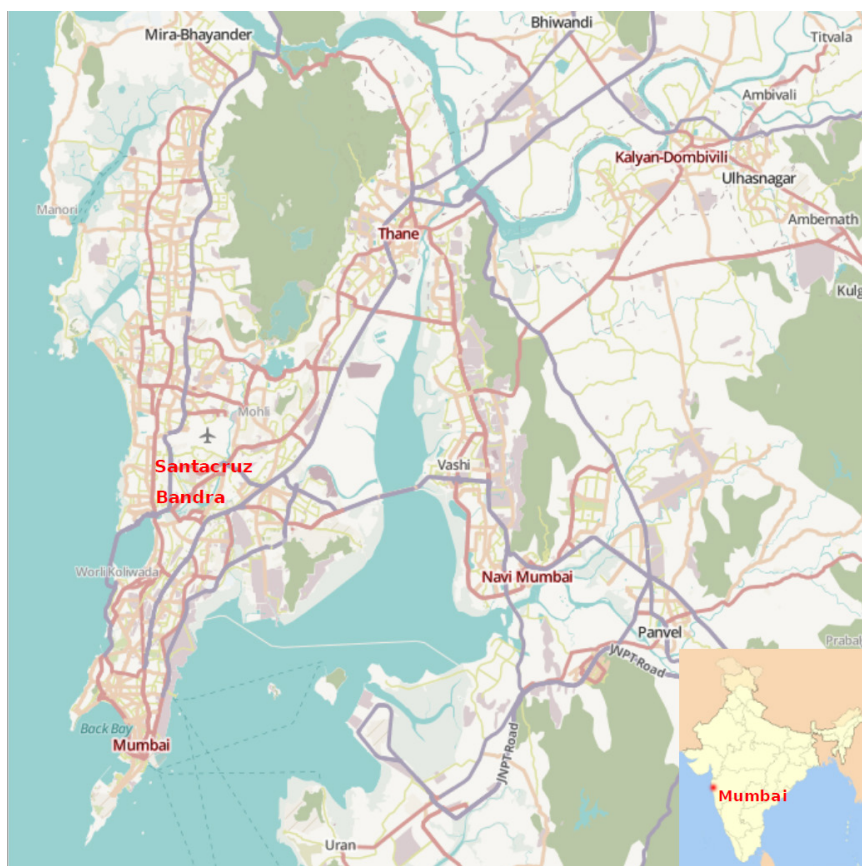 Bhiwandi
Mira-Bhayander
Titvala
Ambivali
Kalyan-Dombivili
Ulhasnagar
Manori
Ambernath
Thane
Kulg
Mohli
Santacruz
Vashi
Bandra
Worli Koliwada
Navi Mumbai
Panvel
Prabal
JNPT Road
Back Bay
Mumbai
JNPT Road
Mumbai
Uran